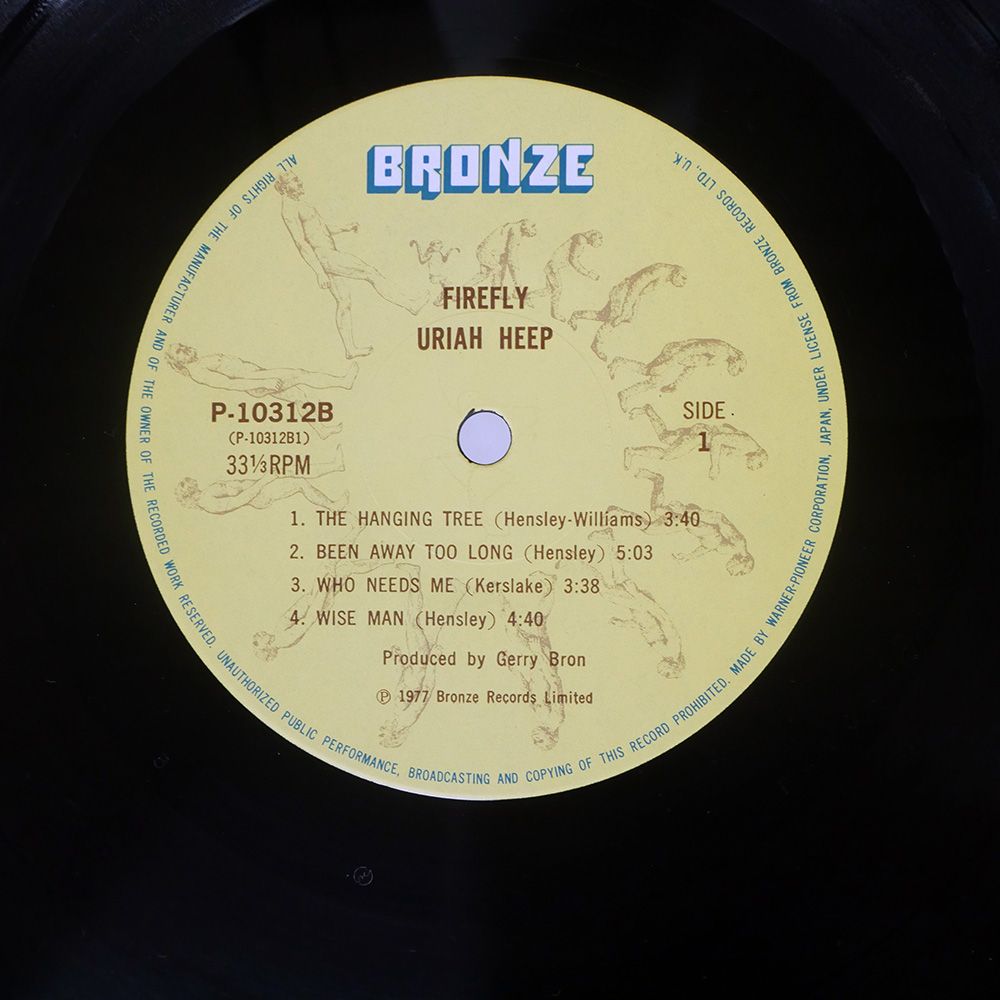 BRONZE
FIREFLY
URIAH HEEP
P-10312B
(P-10312B1)
33⅓RPM
SIDE
1
1. THE HANGING TREE (Hensley-Williams) 3:40
2. BEEN AWAY TOO LONG (Hensley) 5:03
3. WHO NEEDS ME (Kerslake) 3:38
4. WISE MAN (Hensley) 4:40
Produced by Gerry Bron
Ⓟ 1977 Bronze Records Limited
ALL RIGHTS OF THE MANUFACTURER AND OF THE OWNER OF THE RECORDED WORK RESERVED. UNAUTHORIZED PUBLIC PERFORMANCE, BROADCASTING AND COPYING OF THIS RECORD PROHIBITED. MADE BY WARNER-PIONEER CORPORATION, JAPAN, UNDER LICENSE FROM BRONZE RECORDS LTD., U.K.